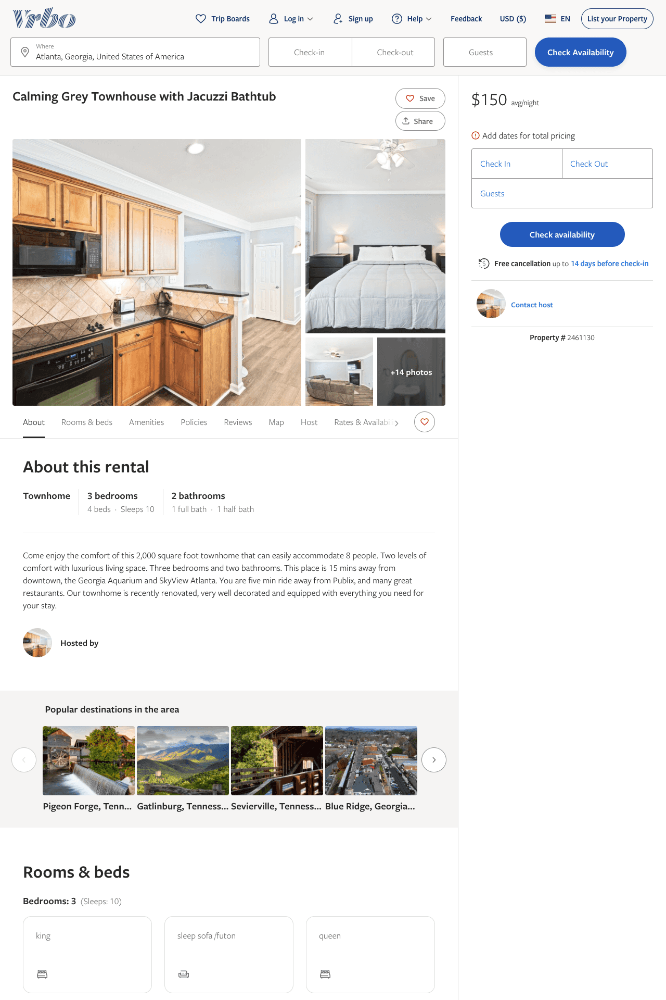 Vrbo
Trip Boards
Log in
Sign up
Help
Feedback
USD ($)
EN
List your Property
Where
Atlanta, Georgia, United States of America
Check-in
Check-out
Guests
Check Availability
Calming Grey Townhouse with Jacuzzi Bathtub
Save
Share
+14 photos
$150 avg/night
Add dates for total pricing
Check In
Check Out
Guests
Check availability
Free cancellation up to 14 days before check-in
Contact host
Property # 2461130
About
Rooms & beds
Amenities
Policies
Reviews
Map
Host
Rates & Availabili
About this rental
Townhome
3 bedrooms
4 beds · Sleeps 10
2 bathrooms
1 full bath · 1 half bath
Come enjoy the comfort of this 2,000 square foot townhome that can easily accommodate 8 people. Two levels of
comfort with luxurious living space. Three bedrooms and two bathrooms. This place is 15 mins away from
downtown, the Georgia Aquarium and SkyView Atlanta. You are five min ride away from Publix, and many great
restaurants. Our townhome is recently renovated, very well decorated and equipped with everything you need for
your stay.
Hosted by
Popular destinations in the area
Pigeon Forge, Tenn...
Gatlinburg, Tenness...
Sevierville, Tenness...
Blue Ridge, Georgia...
Rooms & beds
Bedrooms: 3 (Sleeps: 10)
king
sleep sofa /futon
queen